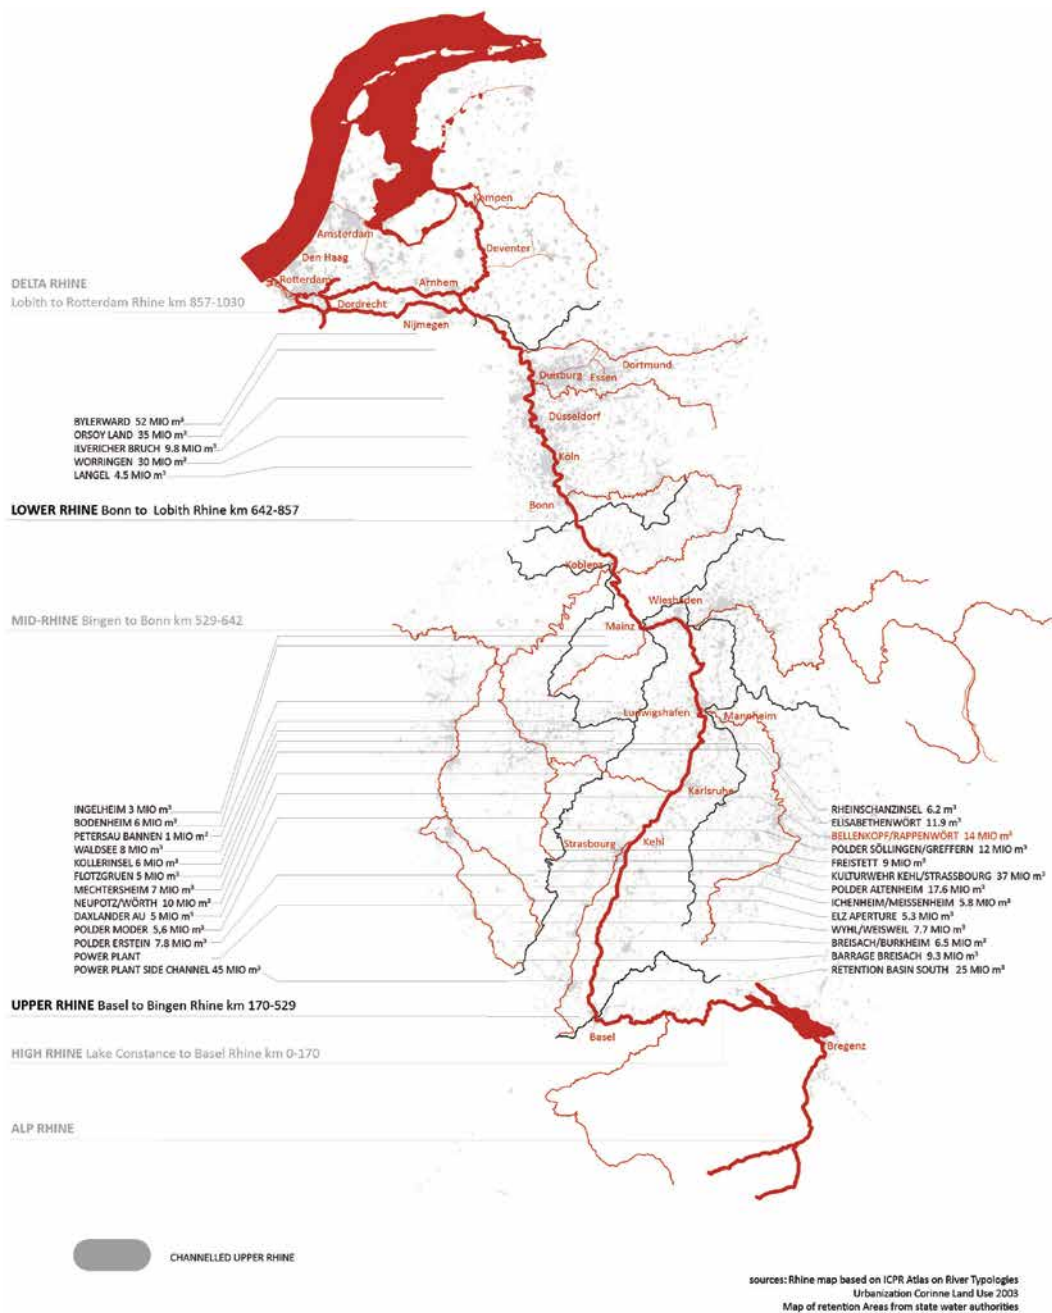 Kempen
Amsterdam
Deventer
Den Haag
DELTA RHINE
Rotterdam
Arnhem
Lobith to Rotterdam Rhine km 857-1030
Dordrecht
Nijmegen
Dortmund
Duisburg
Essen
BYLERWARD 52 MIO m³
Düsseldorf
ORSOY LAND 35 MIO m³
ILVERICHER BRUCH 9.8 MIO m³
WORRINGEN 30 MIO m³
Köln
LANGEL 4.5 MIO m³
LOWER RHINE Bonn to Lobith Rhine km 642-857
Bonn
Koblenz
Wiesbaden
MID-RHINE Bingen to Bonn km 529-642
Mainz
Ludwigshafen
Mannheim
Karlsruhe
Strasbourg
Kehl
INGELHEIM 3 MIO m³
BODENHEIM 6 MIO m³
PETERSAU BANNEN 1 MIO m³
WALDSEE 8 MIO m³
KOLLERINSEL 6 MIO m³
FLOTZGRUEN 5 MIO m³
MECHTERSHEIM 7 MIO m³
NEUPOTZ/WÖRTH 10 MIO m³
DAXLANDER AU 5 MIO m³
POLDER MODER 5,6 MIO m³
POLDER ERSTEIN 7.8 MIO m³
POWER PLANT
POWER PLANT SIDE CHANNEL 45 MIO m³
RHEINSCHANZINSEL 6.2 m³
ELISABETHENWÖRT 11.9 m³
BELLENKOPF/RAPPENWÖRT 14 MIO m³
POLDER SÖLLINGEN/GREFFERN 12 MIO m³
FREISTETT 9 MIO m³
KULTURWEHR KEHL/STRASSBOURG 37 MIO m³
POLDER ALTENHEIM 17.6 MIO m³
ICHENHEIM/MEISSENHEIM 5.8 MIO m³
ELZ APERTURE 5.3 MIO m³
WYHL/WEISWEIL 7.7 MIO m³
BREISACH/BURKHEIM 6.5 MIO m³
BARRAGE BREISACH 9.3 MIO m³
RETENTION BASIN SOUTH 25 MIO m³
UPPER RHINE Basel to Bingen Rhine km 170-529
Basel
HIGH RHINE Lake Constance to Basel Rhine km 0-170
Bregenz
ALP RHINE
CHANNELLED UPPER RHINE
sources: Rhine map based on ICPR Atlas on River Typologies
Urbanization Corinne Land Use 2003
Map of retention Areas from state water authorities